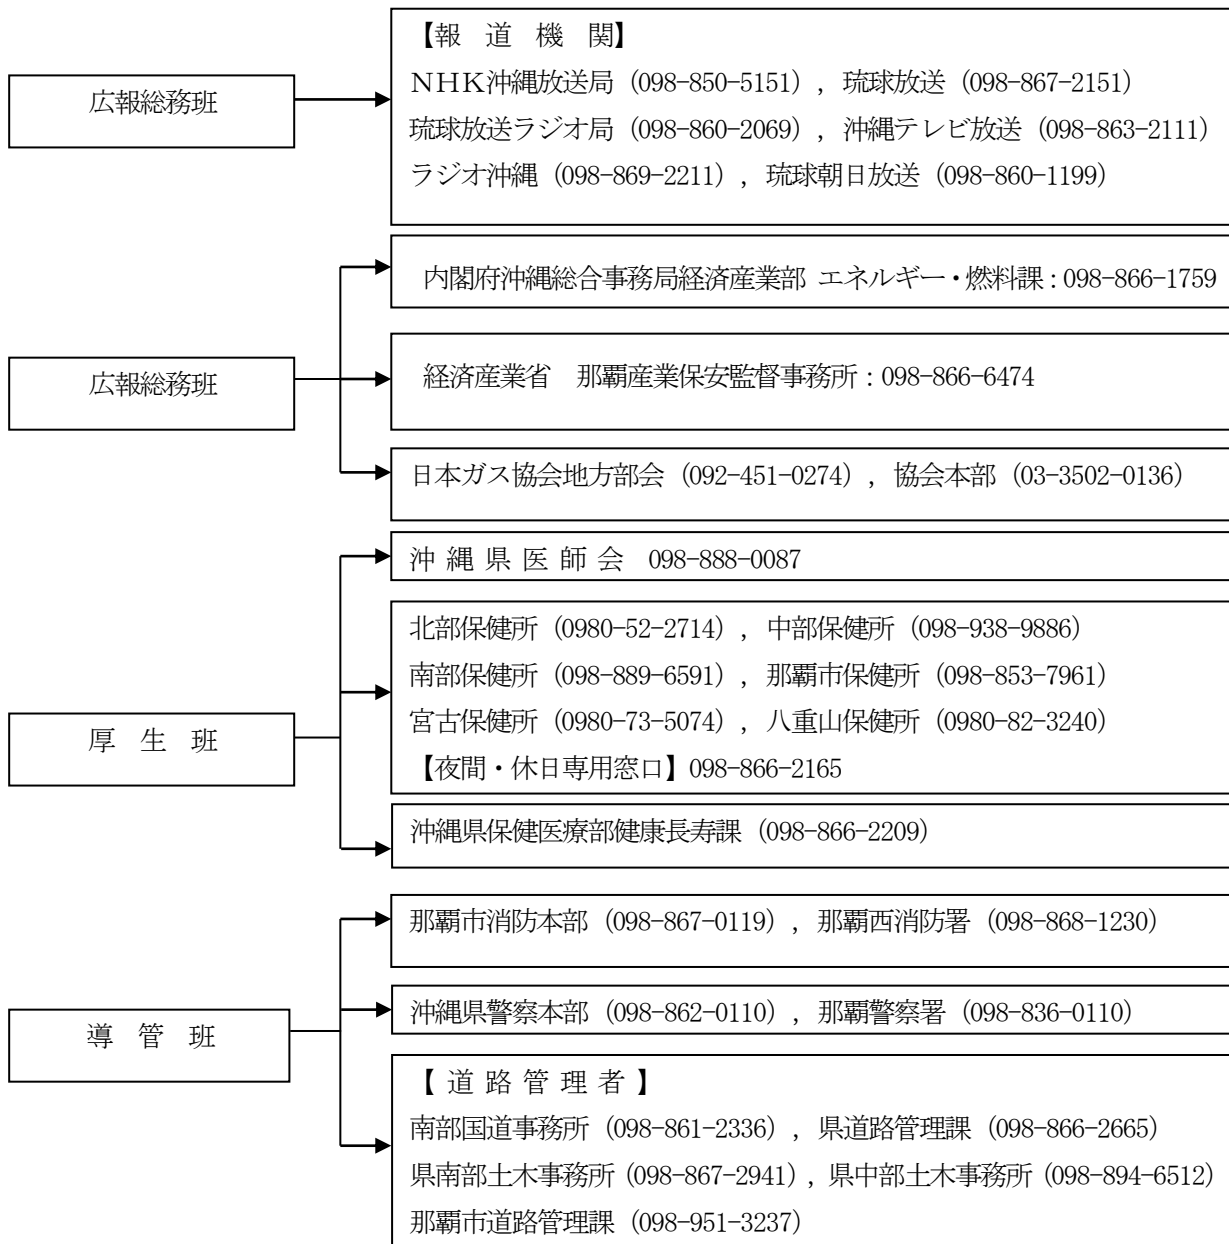 広報総務班
【報　道　機　関】
ＮＨＫ沖縄放送局（098-850-5151），琉球放送（098-867-2151）
琉球放送ラジオ局（098-860-2069），沖縄テレビ放送（098-863-2111）
ラジオ沖縄（098-869-2211），琉球朝日放送（098-860-1199）
広報総務班
内閣府沖縄総合事務局経済産業部 エネルギー・燃料課：098-866-1759
経済産業省　那覇産業保安監督事務所：098-866-6474
日本ガス協会地方部会（092-451-0274），協会本部（03-3502-0136）
厚　生　班
沖 縄 県 医 師 会　098-888-0087
北部保健所（0980-52-2714），中部保健所（098-938-9886）
南部保健所（098-889-6591），那覇市保健所（098-853-7961）
宮古保健所（0980-73-5074），八重山保健所（0980-82-3240）
【夜間・休日専用窓口】098-866-2165
沖縄県保健医療部健康長寿課（098-866-2209）
導　管　班
那覇市消防本部（098-867-0119），那覇西消防署（098-868-1230）
沖縄県警察本部（098-862-0110），那覇警察署（098-836-0110）
【 道 路 管 理 者 】
南部国道事務所（098-861-2336），県道路管理課（098-866-2665）
県南部土木事務所（098-867-2941），県中部土木事務所（098-894-6512）
那覇市道路管理課（098-951-3237）